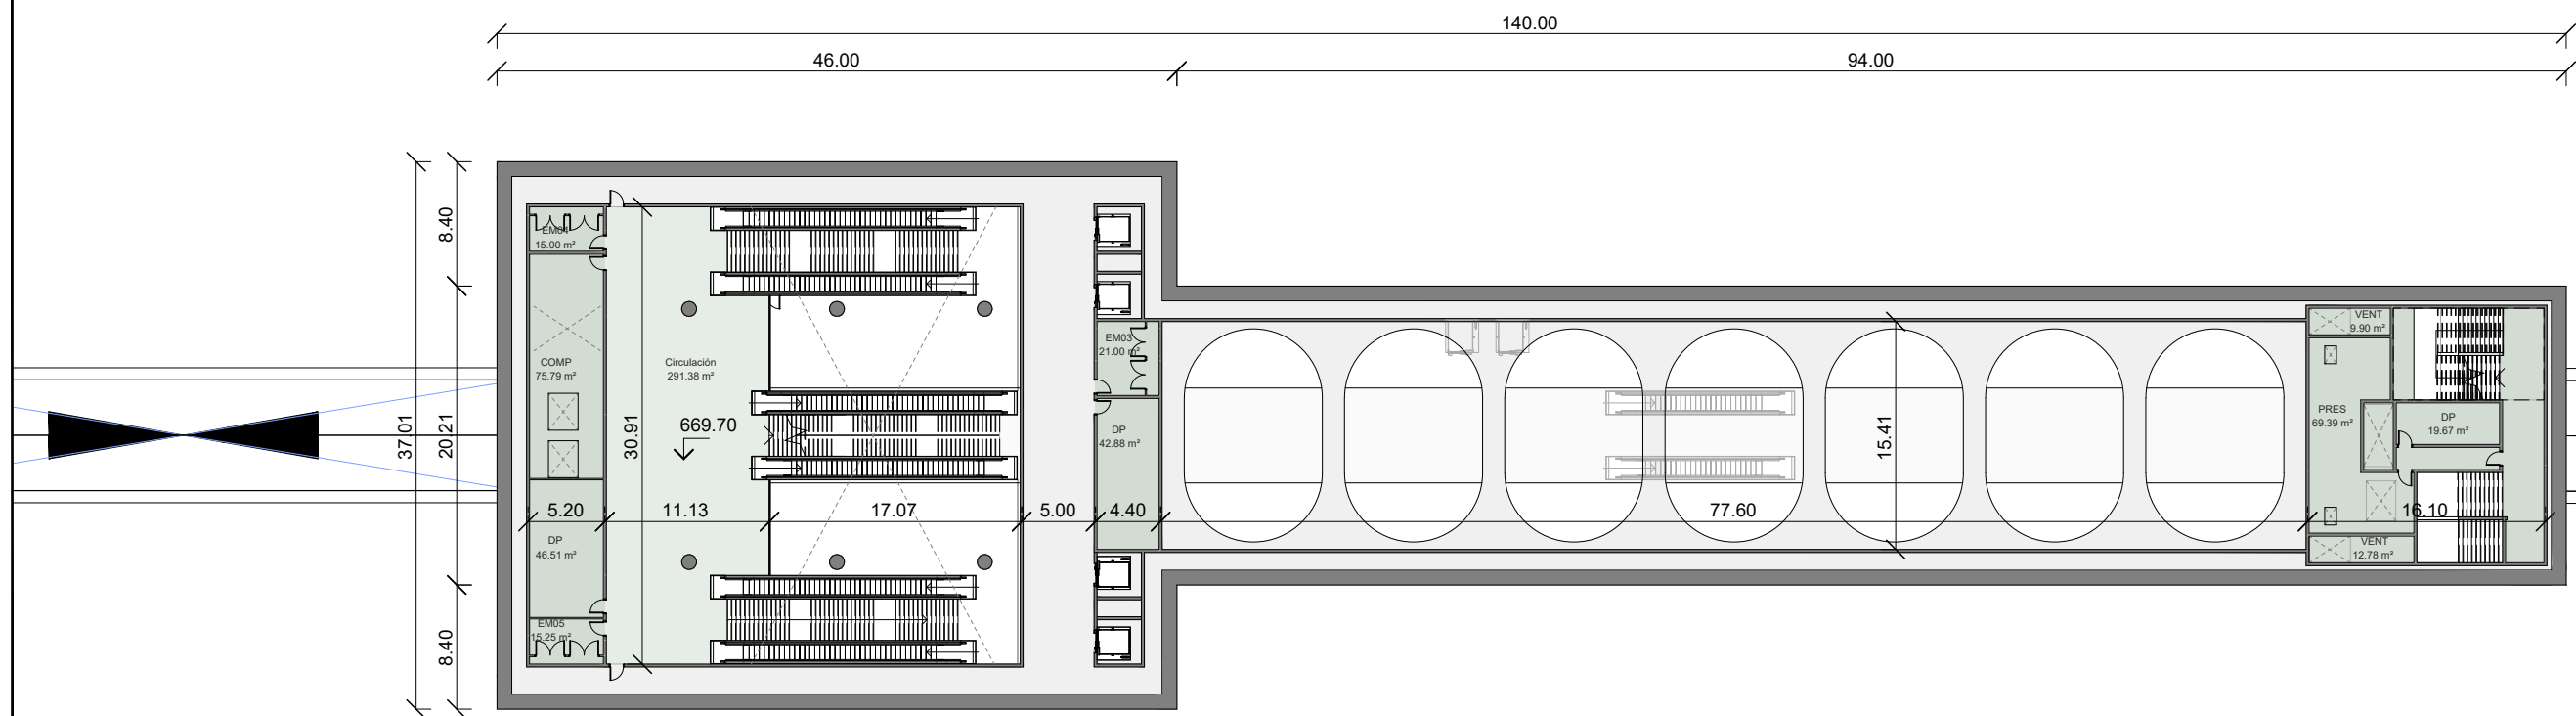 140.00
46.00
94.00
8.40
37.01
20.21
8.40
EM04
15.00 m²
COMP
75.79 m²
DP
46.51 m²
EM05
15.25 m²
Circulación
291.38 m²
669.70
30.91
5.20
11.13
17.07
5.00
4.40
77.60
16.10
EM03
21.00 m²
DP
42.88 m²
15.41
VENT
9.90 m²
PRES
69.39 m²
DP
19.67 m²
VENT
12.78 m²